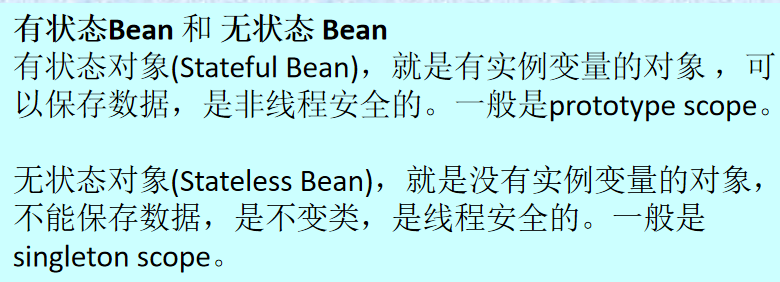 有状态Bean 和 无状态 Bean
有状态对象(Stateful Bean)，就是有实例变量的对象 ，可
以保存数据，是非线程安全的。一般是prototype scope。
无状态对象(Stateless Bean)，就是没有实例变量的对象，
不能保存数据，是不变类，是线程安全的。一般是
singleton scope。